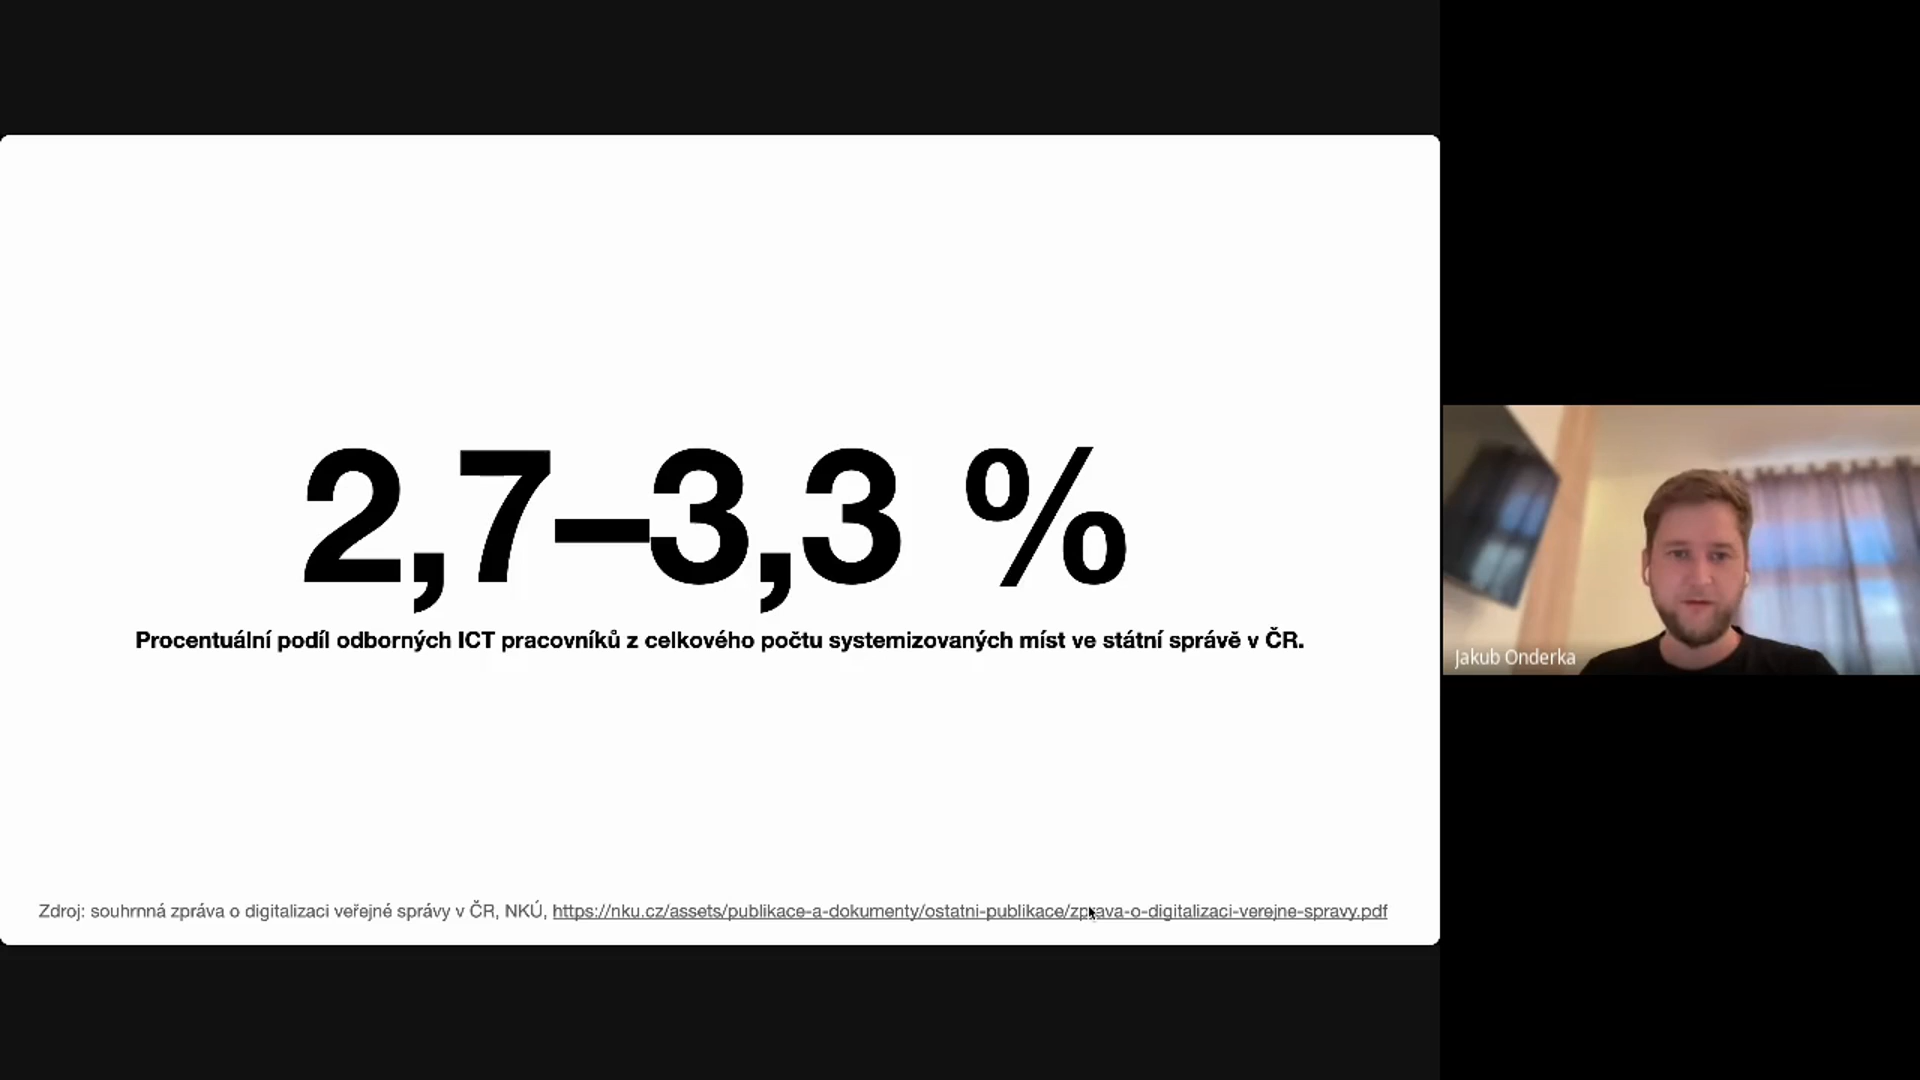 2,7–3,3 %
Procentuální podíl odborných ICT pracovníků z celkového počtu systemizovaných míst ve státní správě v ČR.
Zdroj: souhrnná zpráva o digitalizaci veřejné správy v ČR, NKÚ, https://nku.cz/assets/publikace-a-dokumenty/ostatni-publikace/zprava-o-digitalizaci-verejne-spravy.pdf
Jakub Onderka